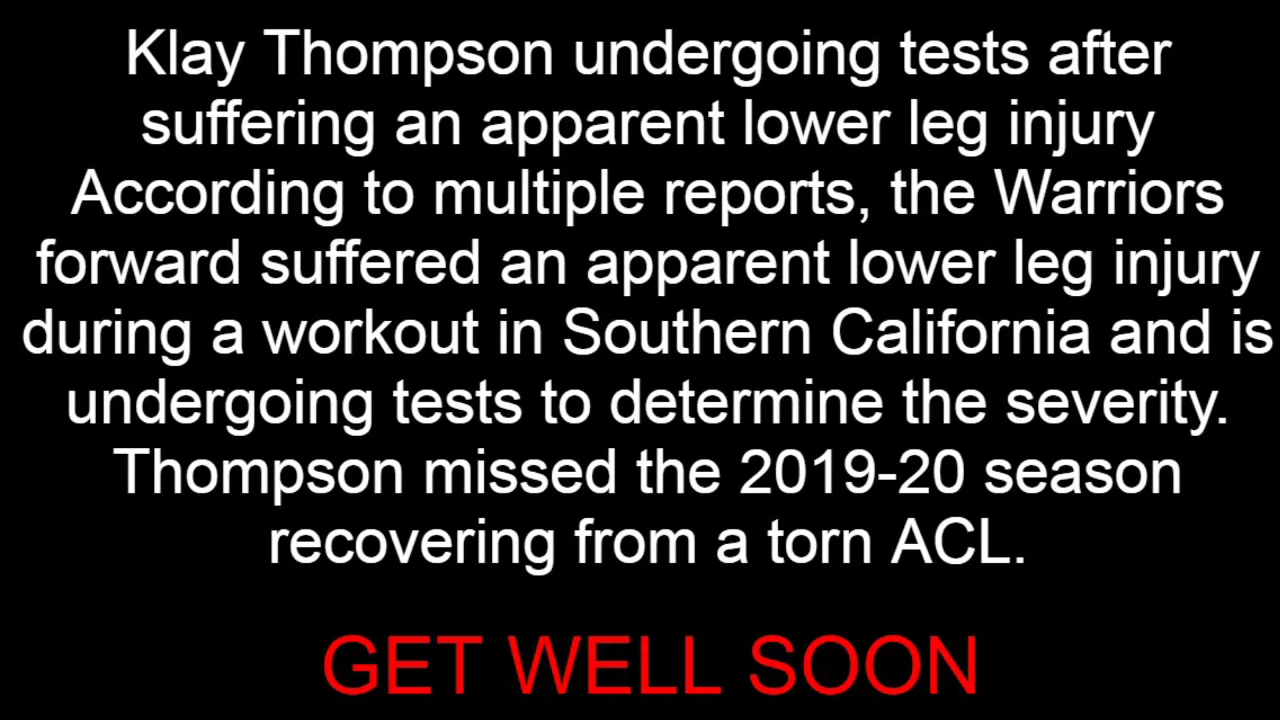 Klay Thompson undergoing tests after
suffering an apparent lower leg injury
According to multiple reports, the Warriors
forward suffered an apparent lower leg injury
during a workout in Southern California and is
undergoing tests to determine the severity.
Thompson missed the 2019-20 season
recovering from a torn ACL.
GET WELL SOON